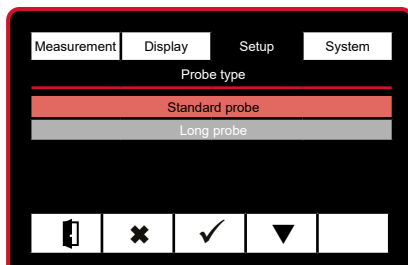 Measurement Display Setup System
Probe type
Standard probe
Long probe